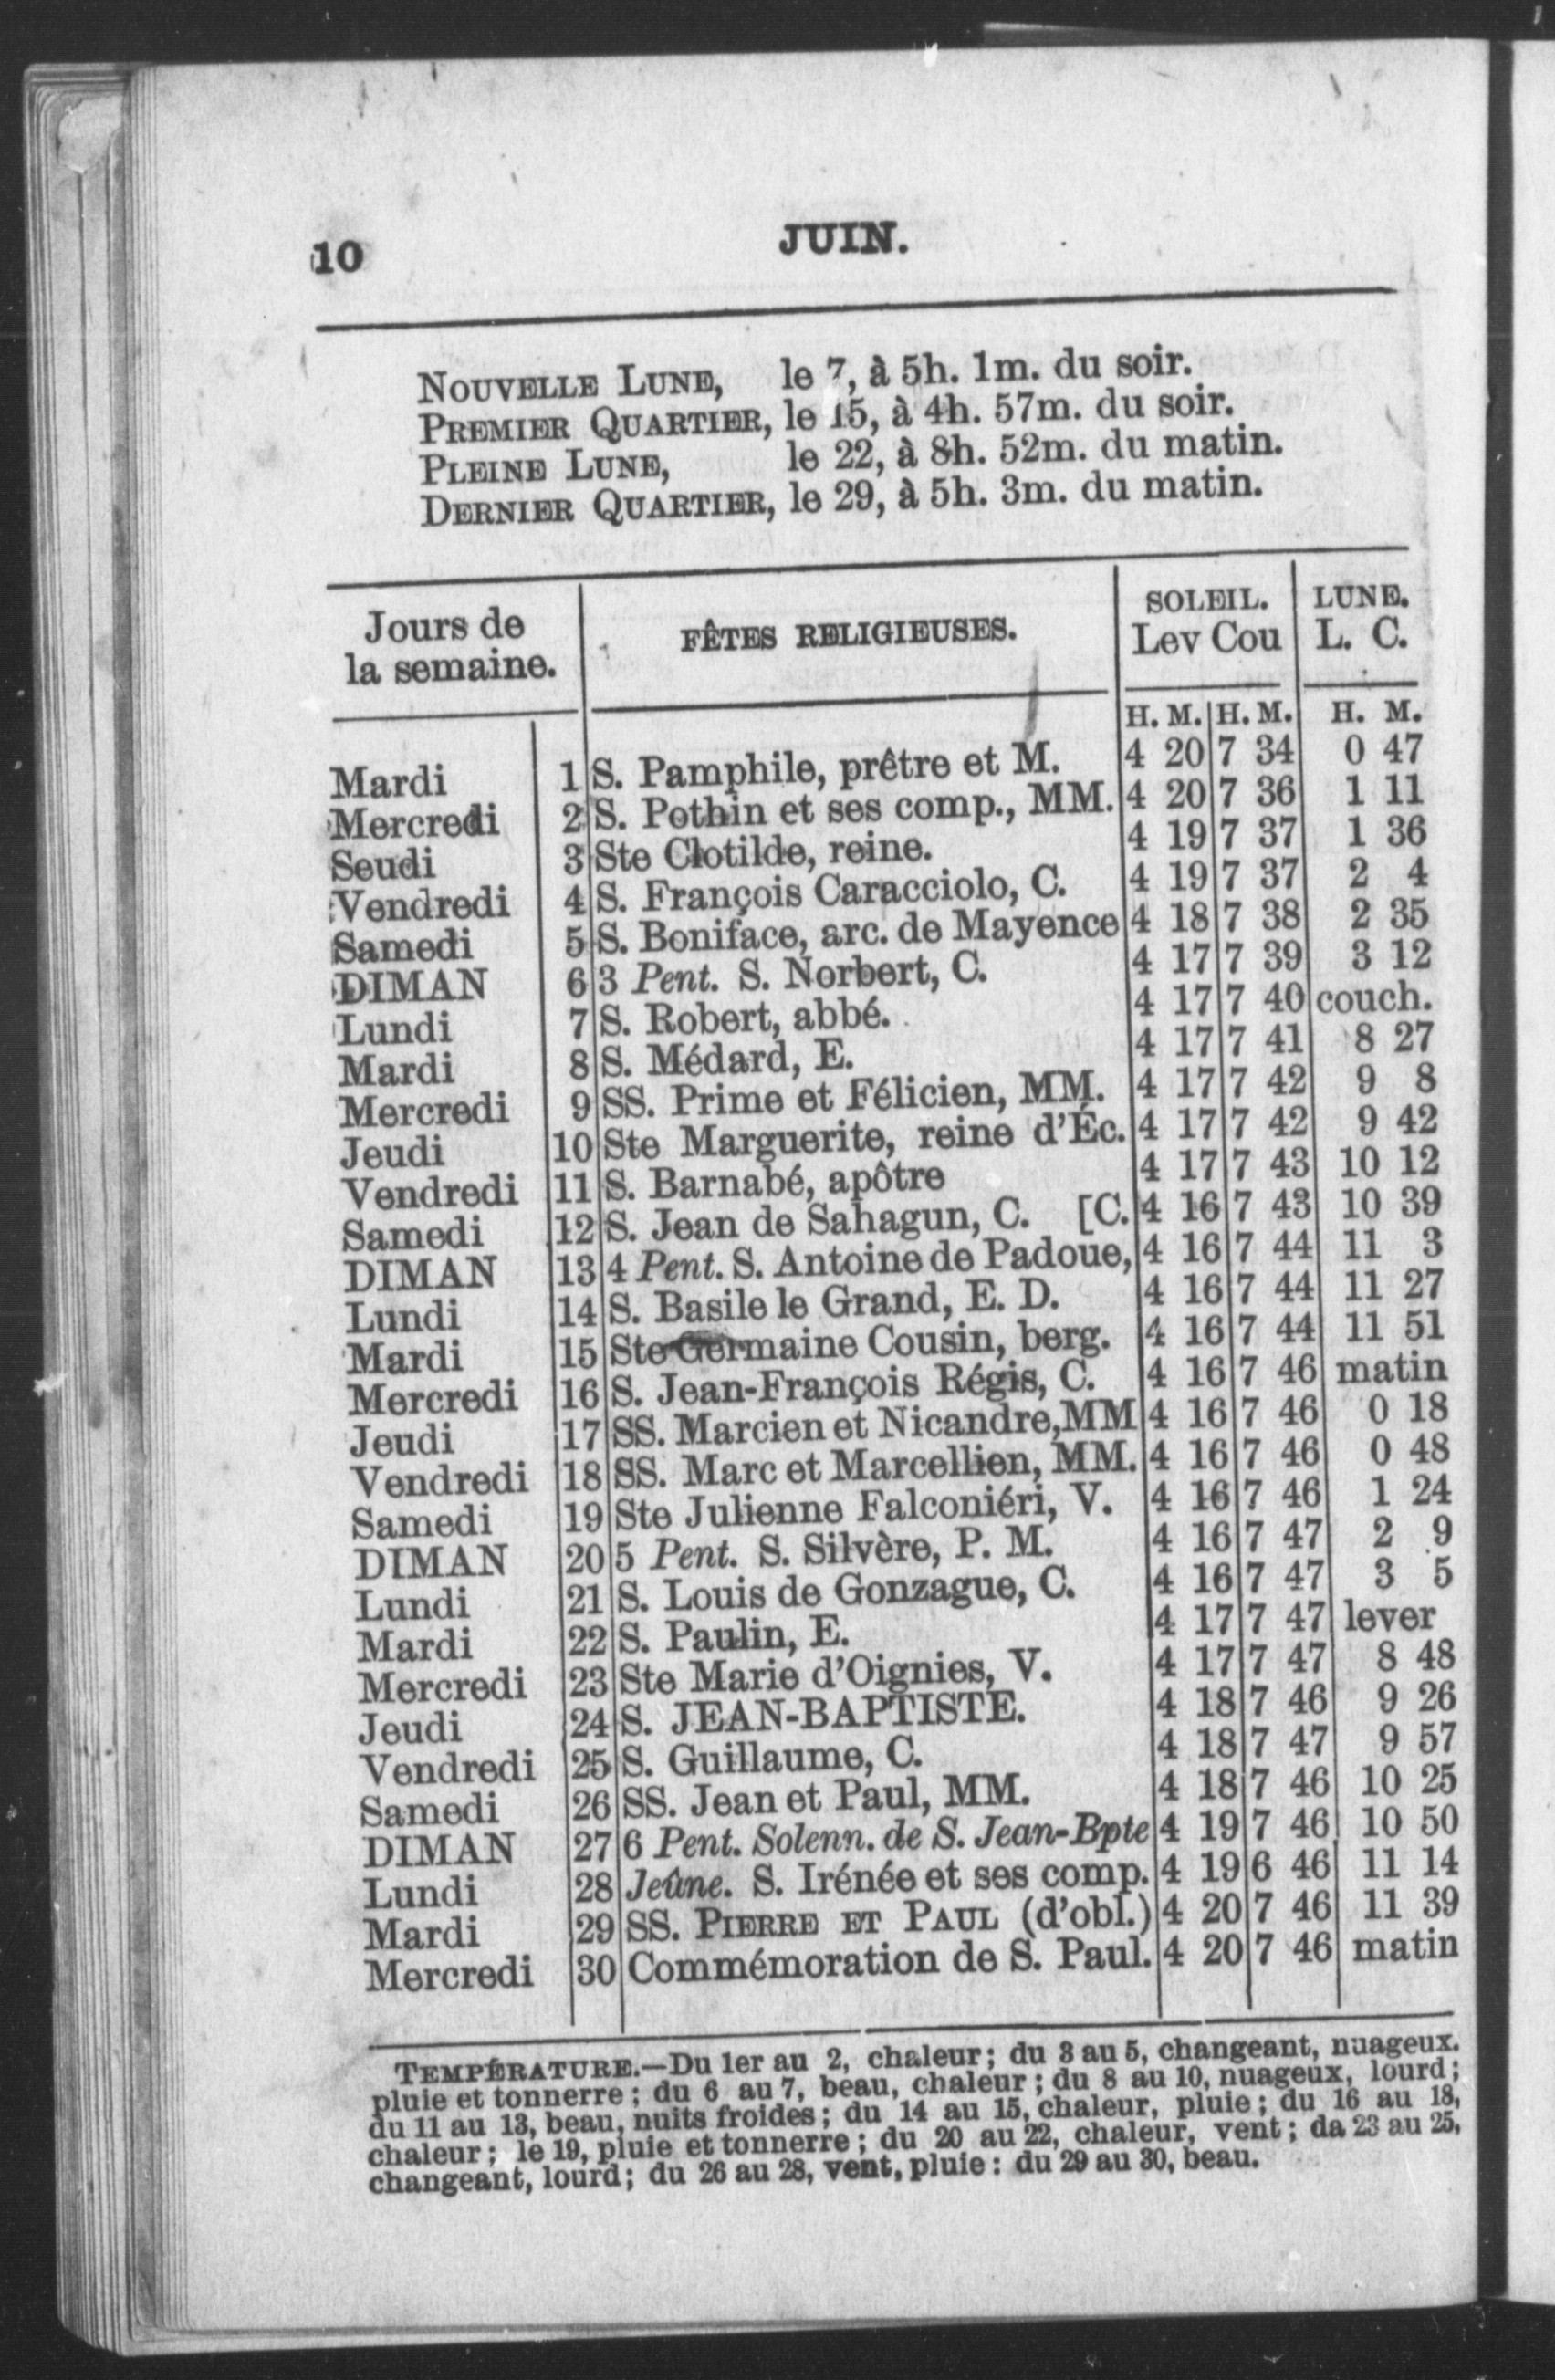 10
JUIN.
NOUVELLE LUNE, le 7, à 5h. 1m. du soir.
PREMIER QUARTIER, le 15, à 4h. 57m. du soir.
PLEINE LUNE, le 22, à 8h. 52m. du matin.
DERNIER QUARTIER, le 29, à 5h. 3m. du matin.
Jours de la semaine. FÊTES RELIGIEUSES. SOLEIL. LUNE.
Lev Cou L. C.
H. M. H. M. H. M.
Mardi 1 S. Pamphile, prêtre et M. 4 20 7 34 0 47
Mercredi 2 S. Pothin et ses comp., MM. 4 20 7 36 1 11
Seudi 3 Ste Clotilde, reine. 4 19 7 37 1 36
Vendredi 4 S. François Caracciolo, C. 4 19 7 37 2 4
Samedi 5 S. Boniface, arc. de Mayence 4 18 7 38 2 35
DIMAN 6 3 Pent. S. Norbert, C. 4 17 7 39 3 12
Lundi 7 S. Robert, abbé. 4 17 7 40 couch.
Mardi 8 S. Médard, E. 4 17 7 41 8 27
Mercredi 9 SS. Prime et Félicien, MM. 4 17 7 42 9 8
Jeudi 10 Ste Marguerite, reine d'Éc. 4 17 7 42 9 42
Vendredi 11 S. Barnabé, apôtre 4 17 7 43 10 12
Samedi 12 S. Jean de Sahagun, C. [C. 4 16 7 43 10 39
DIMAN 13 4 Pent. S. Antoine de Padoue, 4 16 7 44 11 3
Lundi 14 S. Basile le Grand, E. D. 4 16 7 44 11 27
Mardi 15 Ste Germaine Cousin, berg. 4 16 7 44 11 51
Mercredi 16 S. Jean-François Régis, C. 4 16 7 46 matin
Jeudi 17 SS. Marcien et Nicandre, MM 4 16 7 46 0 18
Vendredi 18 SS. Marc et Marcellien, MM. 4 16 7 46 0 48
Samedi 19 Ste Julienne Falconiéri, V. 4 16 7 46 1 24
DIMAN 20 5 Pent. S. Silvère, P. M. 4 16 7 47 2 9
Lundi 21 S. Louis de Gonzague, C. 4 16 7 47 3 5
Mardi 22 S. Paulin, E. 4 17 7 47 lever
Mercredi 23 Ste Marie d'Oignies, V. 4 17 7 47 8 48
Jeudi 24 S. JEAN-BAPTISTE. 4 18 7 46 9 26
Vendredi 25 S. Guillaume, C. 4 18 7 47 9 57
Samedi 26 SS. Jean et Paul, MM. 4 18 7 46 10 25
DIMAN 27 6 Pent. Solenn. de S. Jean-Bpte 4 19 7 46 10 50
Lundi 28 Jeûne. S. Irénée et ses comp. 4 19 6 46 11 14
Mardi 29 SS. PIERRE ET PAUL (d'obl.) 4 20 7 46 11 39
Mercredi 30 Commémoration de S. Paul. 4 20 7 46 matin
TEMPÉRATURE.—Du 1er au 2, chaleur; du 3 au 5, changeant, nuageux.
pluie et tonnerre; du 6 au 7, beau, chaleur; du 8 au 10, nuageux, lourd;
du 11 au 13, beau, nuits froides; du 14 au 15, chaleur, pluie; du 16 au 18,
chaleur; le 19, pluie et tonnerre; du 20 au 22, chaleur, vent; da 23 au 25,
changeant, lourd; du 26 au 28, vent, pluie: du 29 au 30, beau.